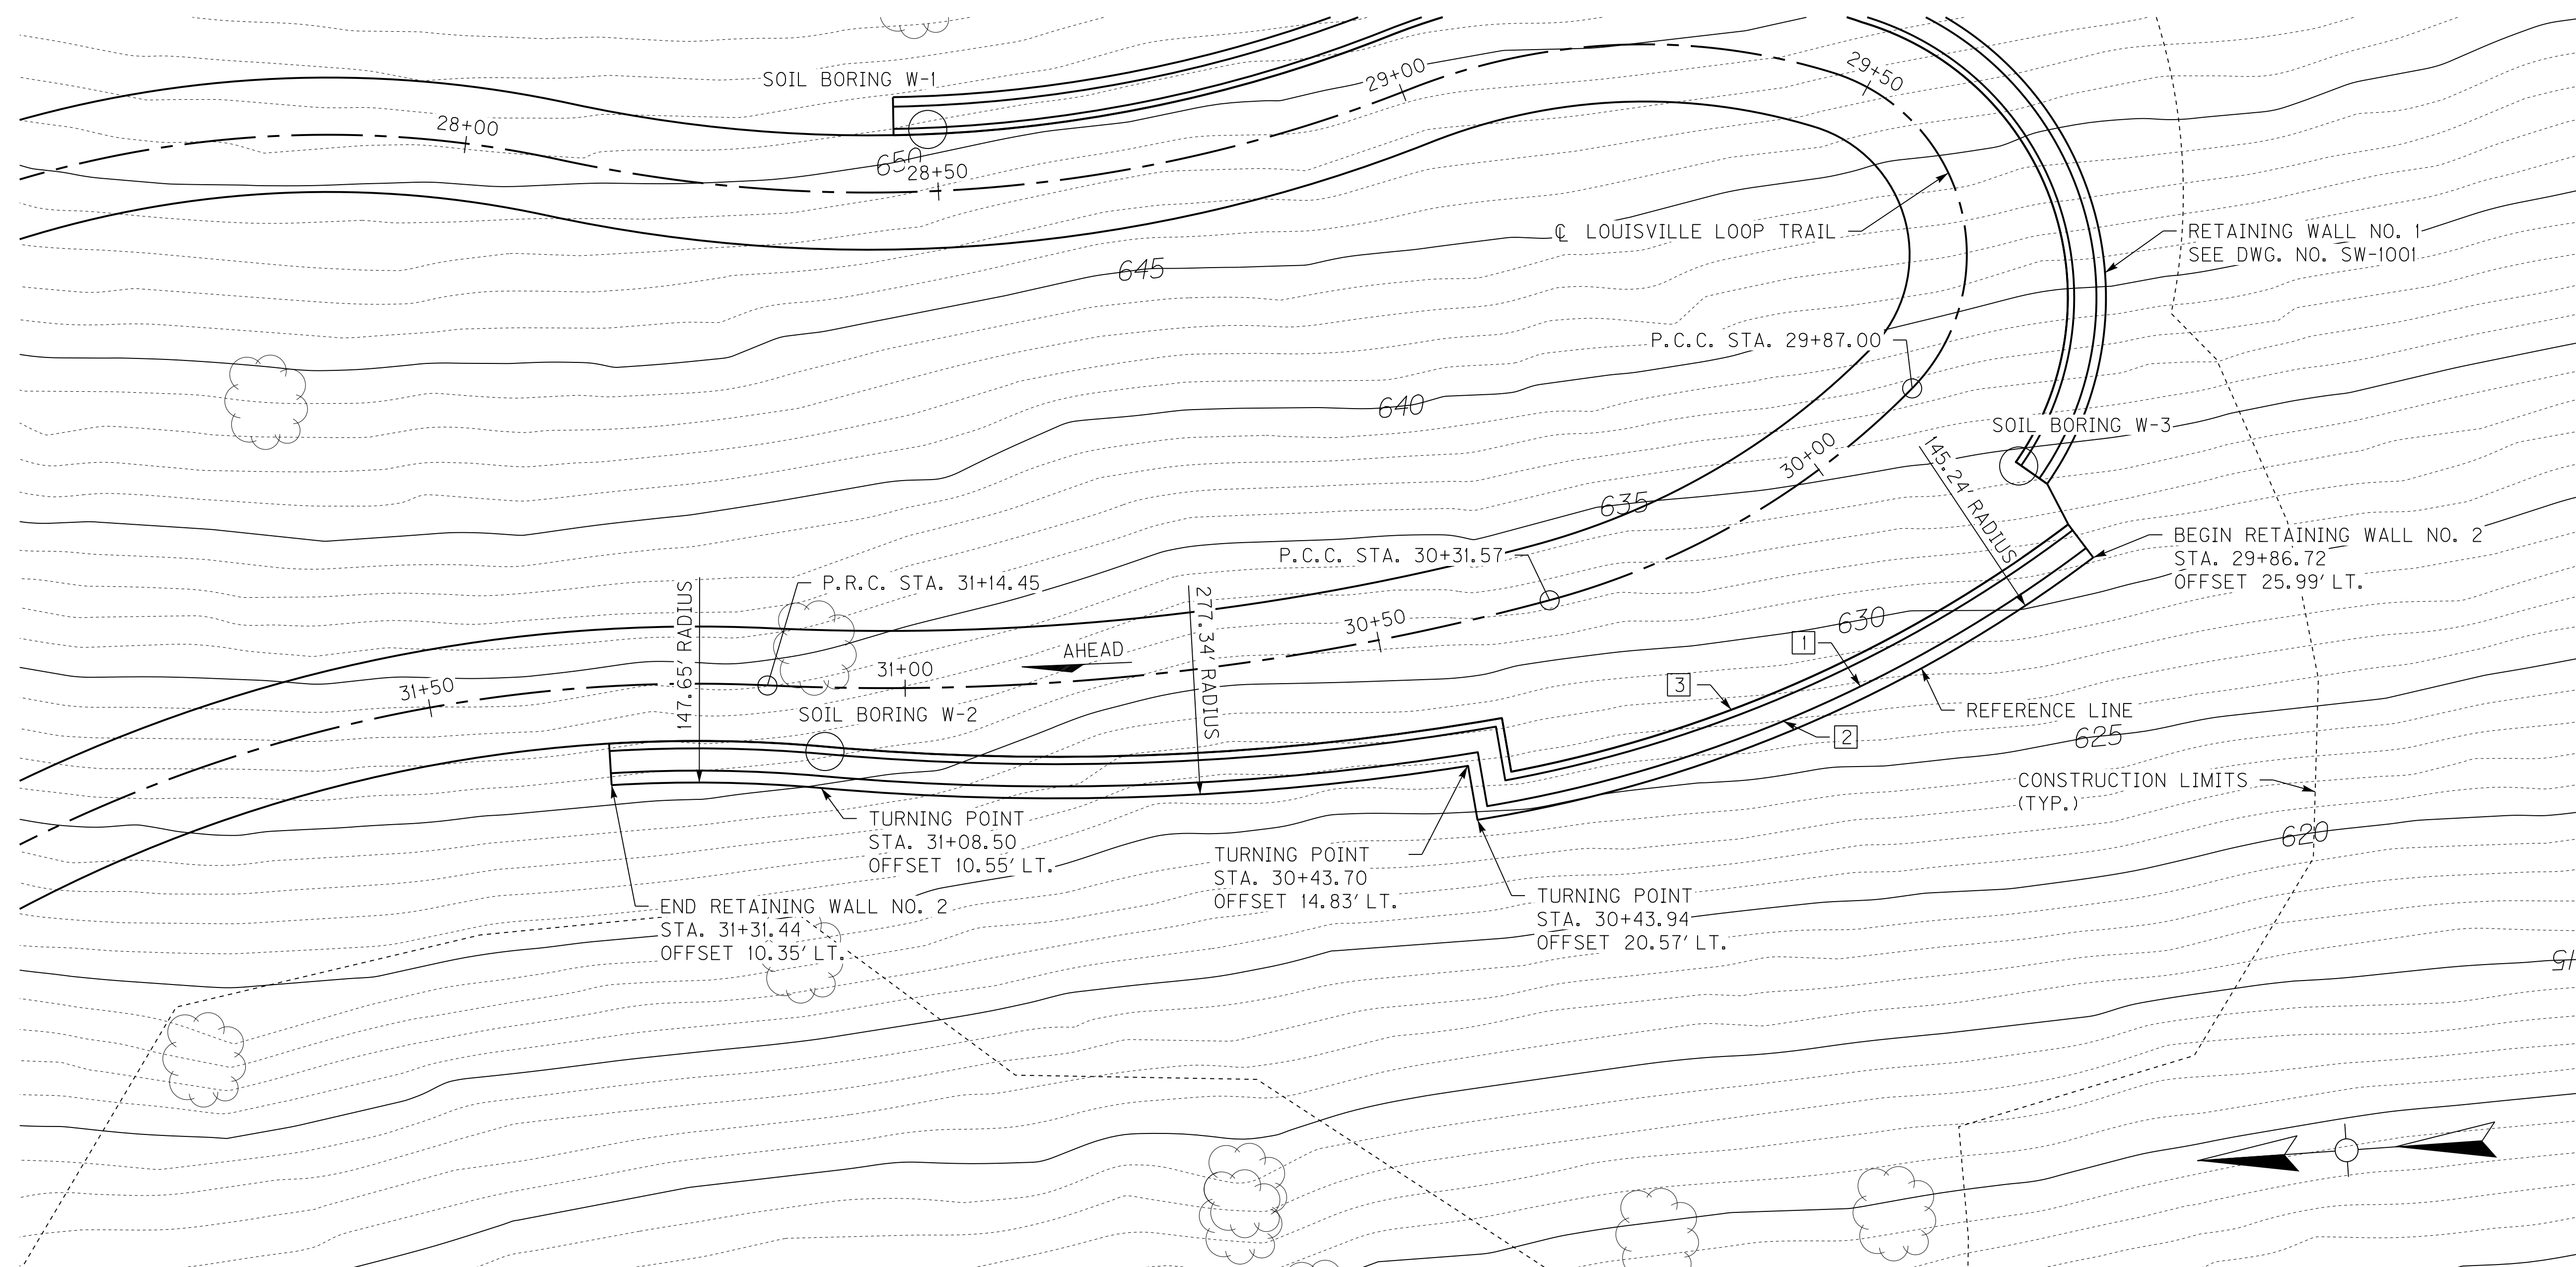 SOIL BORING W-1
28+00
650
28+50
29+00
29+50
℄ LOUISVILLE LOOP TRAIL
RETAINING WALL NO. 1
SEE DWG. NO. SW-1001
645
P.C.C. STA. 29+87.00
640
SOIL BORING W-3
30+00
45.24' RADIUS
635
P.C.C. STA. 30+31.57
BEGIN RETAINING WALL NO. 2
STA. 29+86.72
OFFSET 25.99' LT.
P.R.C. STA. 31+14.45
147.65' RADIUS
277.34' RADIUS
30+50
630
1
AHEAD
31+00
31+50
3
SOIL BORING W-2
REFERENCE LINE
2
625
CONSTRUCTION LIMITS
(TYP.)
TURNING POINT
STA. 31+08.50
OFFSET 10.55' LT.
620
TURNING POINT
STA. 30+43.70
OFFSET 14.83' LT.
TURNING POINT
STA. 30+43.94
OFFSET 20.57' LT.
END RETAINING WALL NO. 2
STA. 31+31.44
OFFSET 10.35' LT.